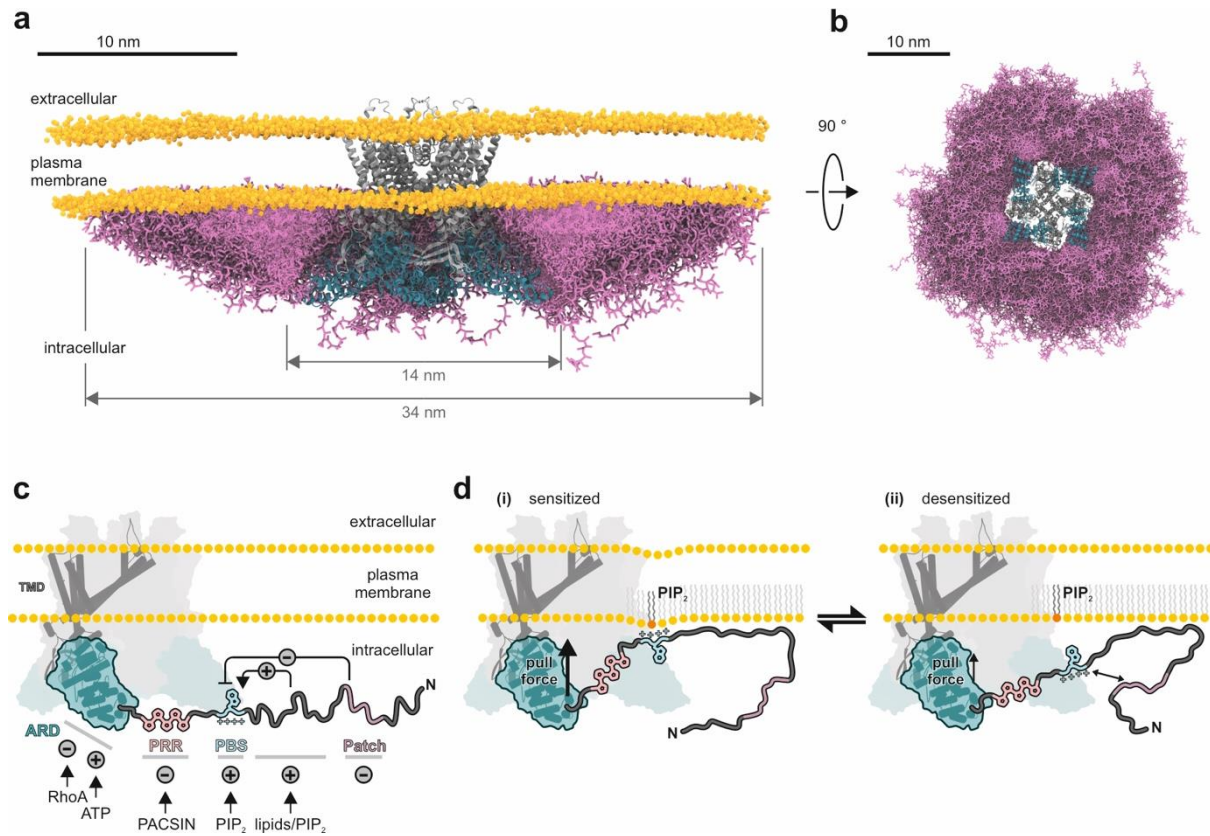 a
10 nm
extracellular
plasma
membrane
intracellular
14 nm
34 nm
b
10 nm
90 °
c
extracellular
TMD
plasma
membrane
intracellular
−
+
N
ARD
PRR
PBS
Patch
−
+
−
+
+
−
RhoA
ATP
PACSIN
PIP₂
lipids/PIP₂
d
(i) sensitized
PIP₂
pull
force
++++
N
(ii) desensitized
PIP₂
pull
force
++++
N